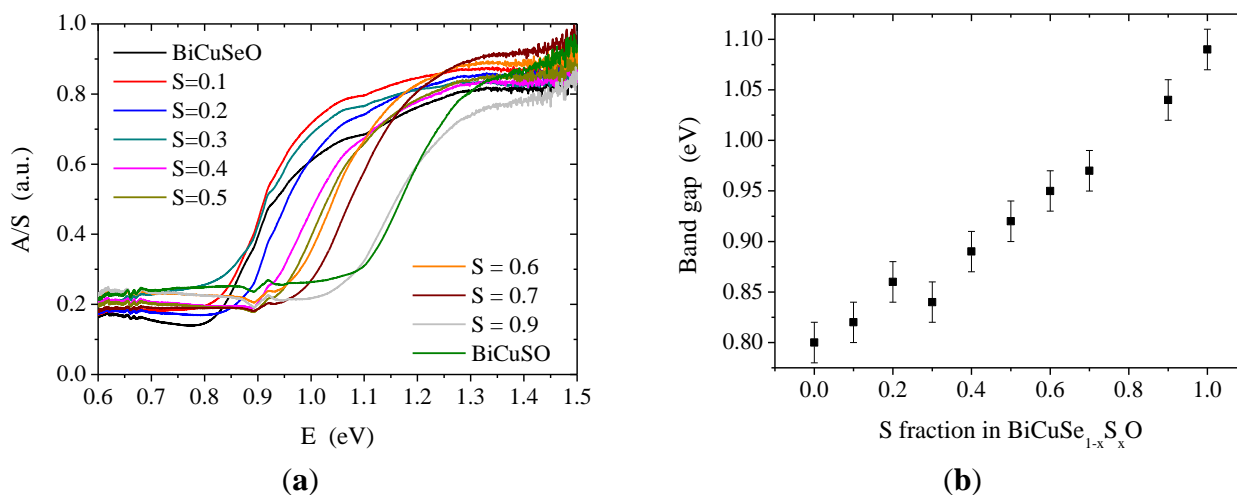 1.0
0.8
0.6
0.4
0.2
0.0
A/S (a.u.)
BiCuSeO
S=0.1
S=0.2
S=0.3
S=0.4
S=0.5
S = 0.6
S = 0.7
S = 0.9
BiCuSO
0.6 0.7 0.8 0.9 1.0 1.1 1.2 1.3 1.4 1.5
E (eV)
(a)
1.10
1.05
1.00
0.95
0.90
0.85
0.80
Band gap (eV)
0.0 0.2 0.4 0.6 0.8 1.0
S fraction in BiCuSe1-xSxO
(b)